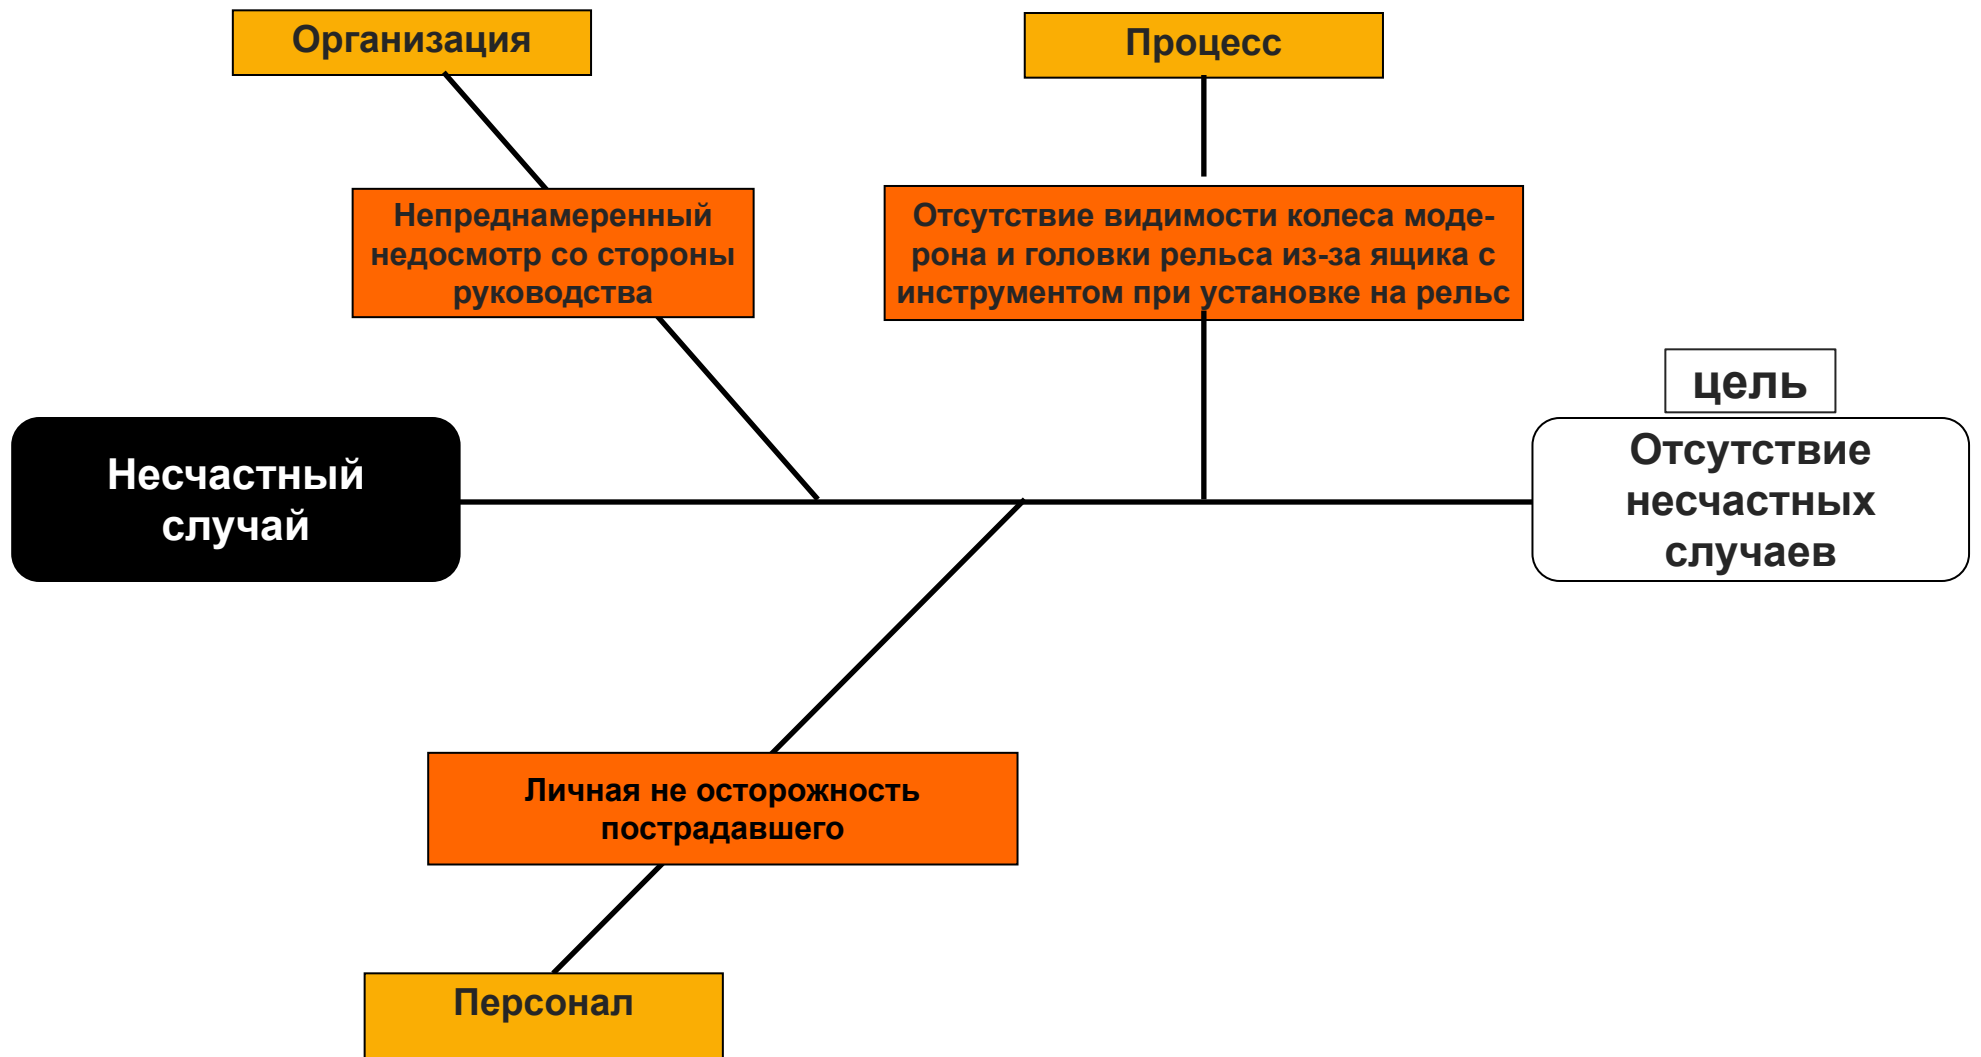 Организация
Процесс
Непреднамеренный
недосмотр со стороны
руководства
Отсутствие видимости колеса моде-
рона и головки рельса из-за ящика с
инструментом при установке на рельс
цель
Несчастный
случай
Отсутствие
несчастных
случаев
Личная не осторожность
пострадавшего
Персонал